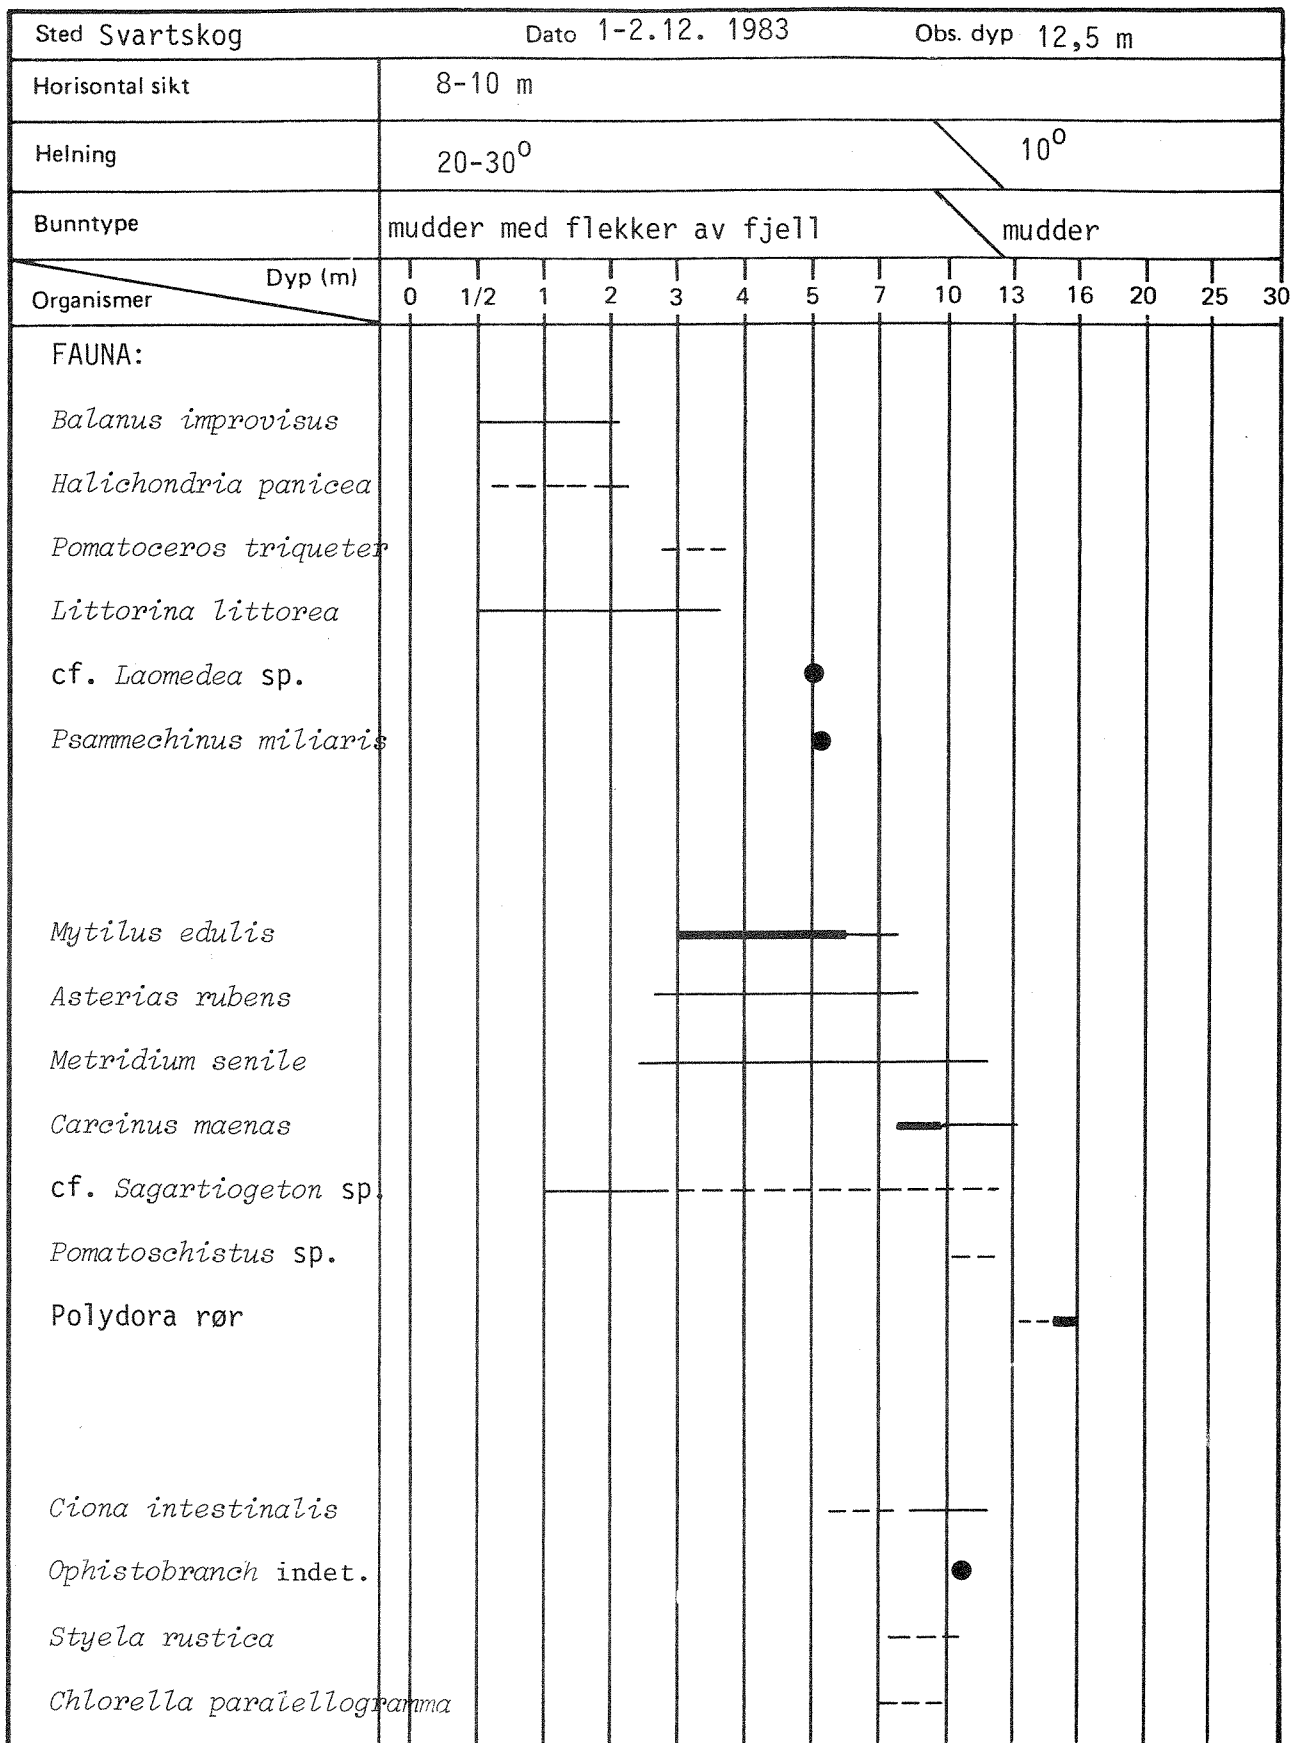 Sted Svartskog Dato 1-2.12. 1983 Obs. dyp 12,5 m
Horisontal sikt 8-10 m
Helning 20-30° 10°
Bunntype mudder med flekker av fjell mudder
Dyp (m)
Organismer 0 1/2 1 2 3 4 5 7 10 13 16 20 25 30
FAUNA:
Balanus improvisus
Halichondria panicea
Pomatoceros triqueter
Littorina littorea
cf. Laomedea sp.
Psammechinus miliaris
Mytilus edulis
Asterias rubens
Metridium senile
Carcinus maenas
cf. Sagartiogeton sp.
Pomatoschistus sp.
Polydora rør
Ciona intestinalis
Ophistobranch indet.
Styela rustica
Chlorella paralellogramma